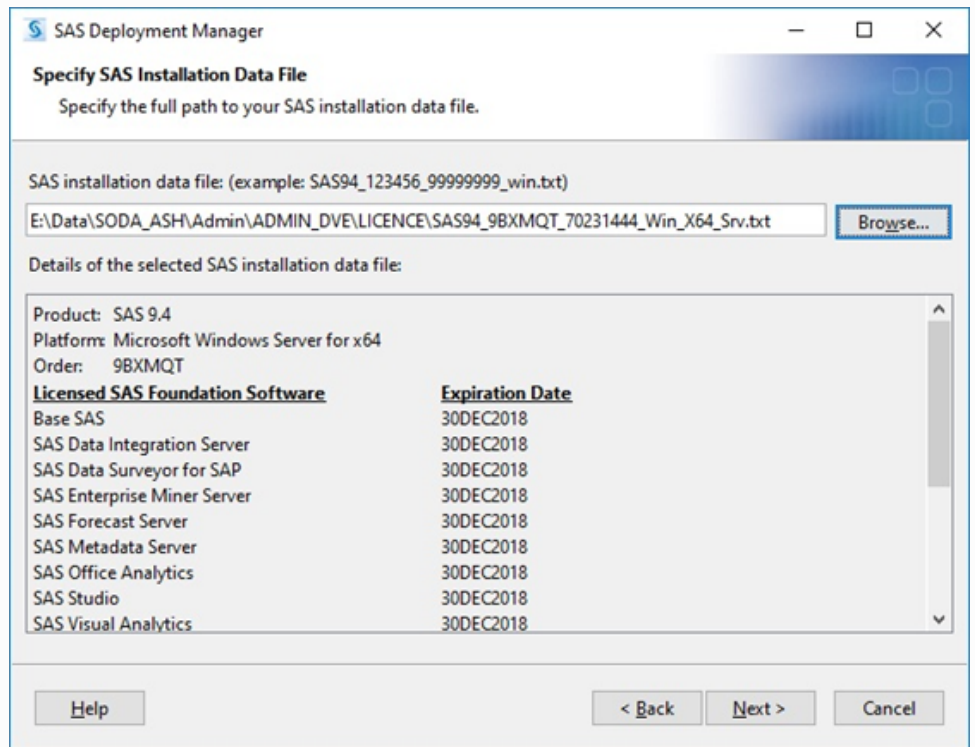 SAS Deployment Manager
Specify SAS Installation Data File
Specify the full path to your SAS installation data file.
SAS installation data file: (example: SAS94_123456_99999999_win.txt)
E:\Data\SODA_ASH\Admin\ADMIN_DVE\LICENCE\SAS94_9BXMQT_70231444_Win_X64_Srv.txt Browse...
Details of the selected SAS installation data file:
Product: SAS 9.4
Platform: Microsoft Windows Server for x64
Order: 9BXMQT
Licensed SAS Foundation Software Expiration Date
Base SAS 30DEC2018
SAS Data Integration Server 30DEC2018
SAS Data Surveyor for SAP 30DEC2018
SAS Enterprise Miner Server 30DEC2018
SAS Forecast Server 30DEC2018
SAS Metadata Server 30DEC2018
SAS Office Analytics 30DEC2018
SAS Studio 30DEC2018
SAS Visual Analytics 30DEC2018
Help < Back Next > Cancel